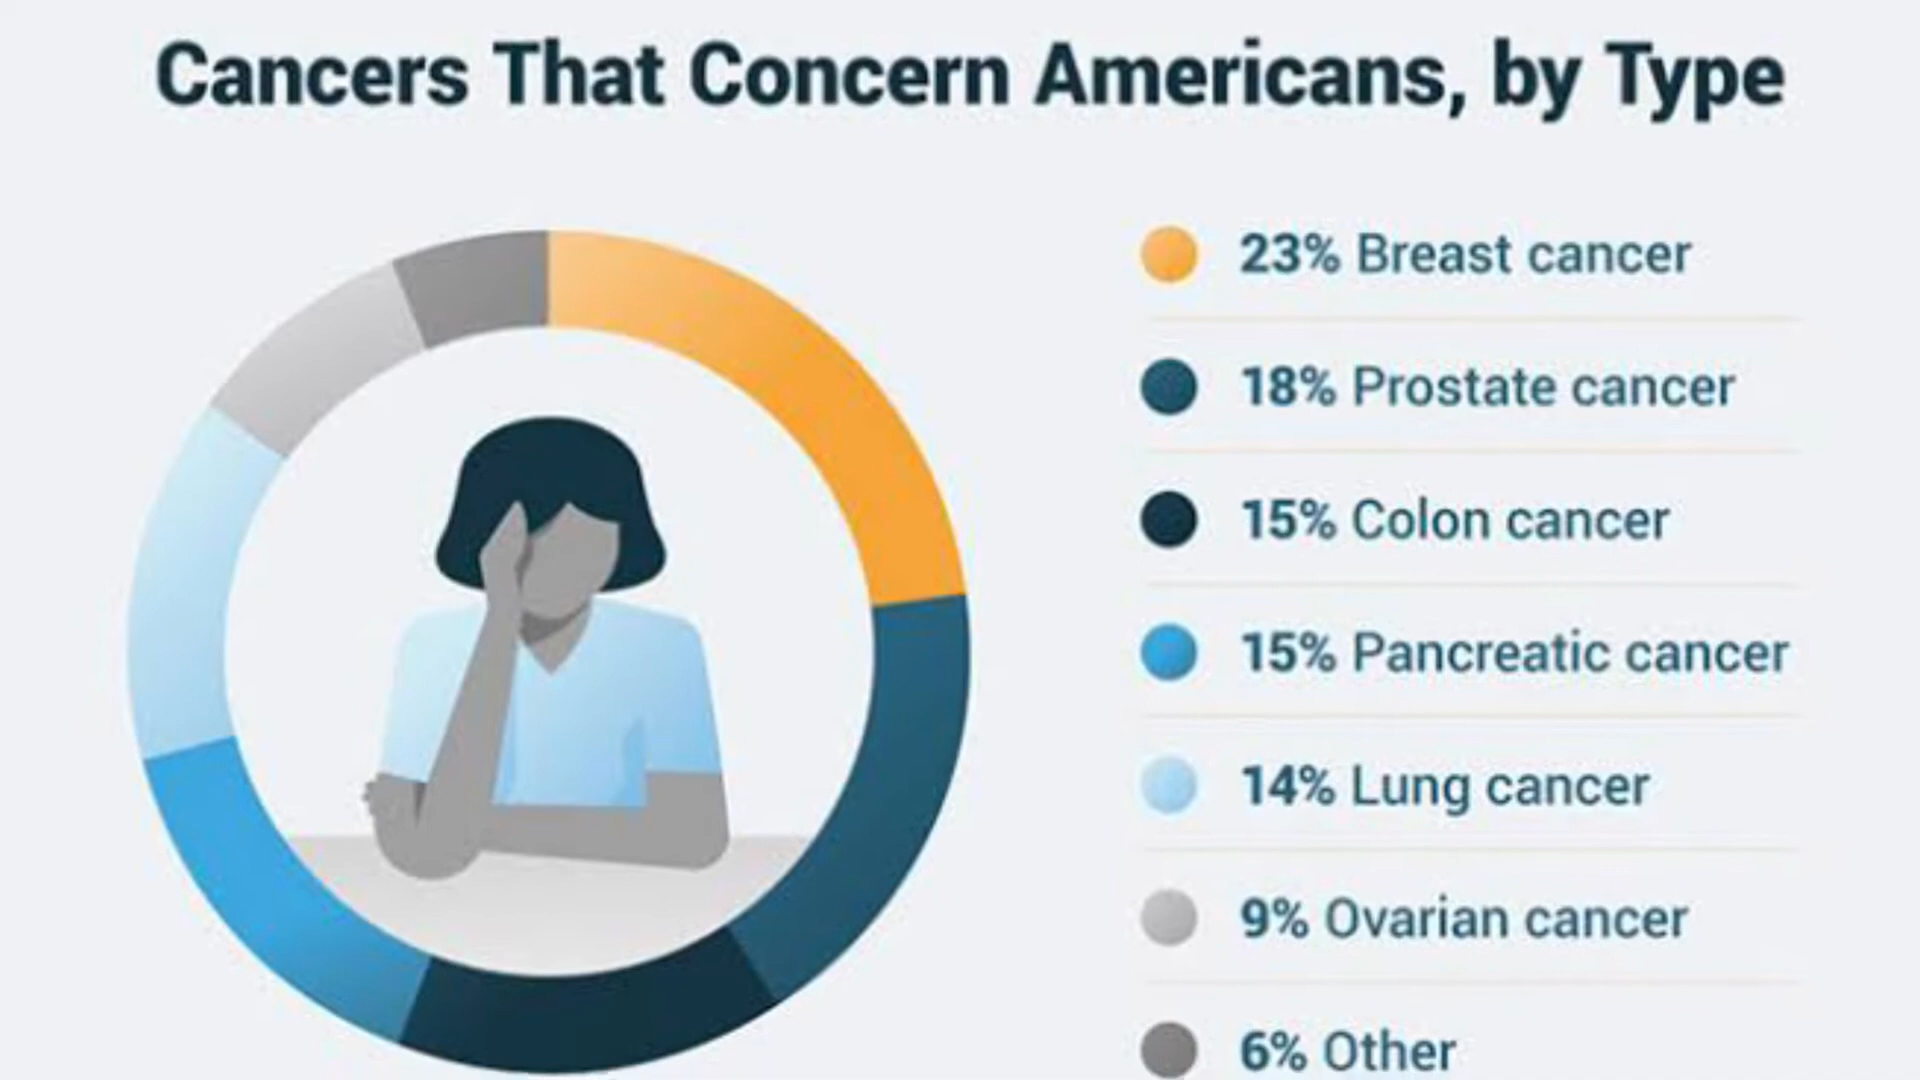 Cancers That Concern Americans, by Type
23% Breast cancer
18% Prostate cancer
15% Colon cancer
15% Pancreatic cancer
14% Lung cancer
9% Ovarian cancer
6% Other